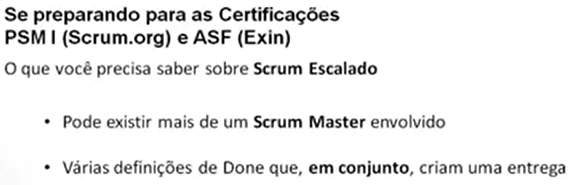 Se preparando para as Certificações
PSM I (Scrum.org) e ASF (Exin)
O que você precisa saber sobre Scrum Escalado
• Pode existir mais de um Scrum Master envolvido
• Várias definições de Done que, em conjunto, criam uma entrega